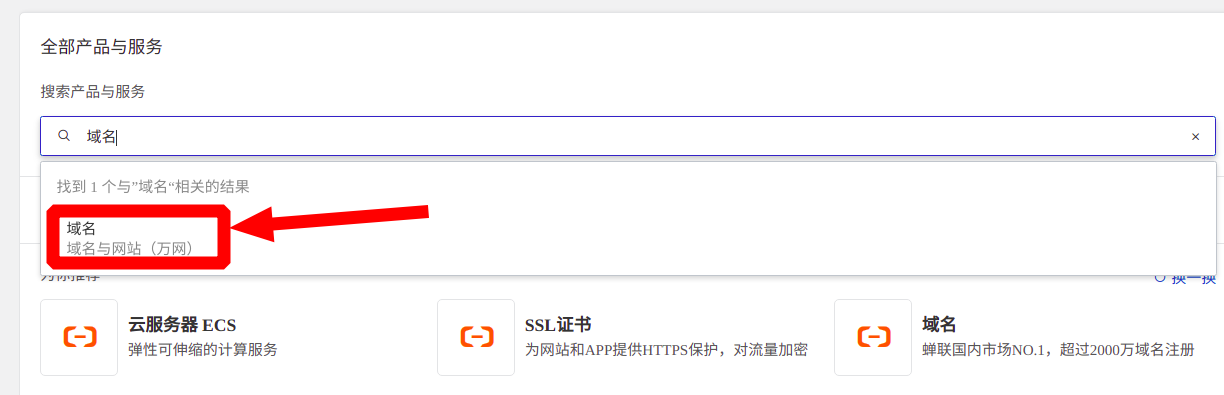 全部产品与服务
搜索产品与服务
域名
×
找到 1 个与”域名“相关的结果
域名
域名与网站（万网）
为你推荐
换一换
云服务器 ECS
弹性可伸缩的计算服务
SSL证书
为网站和APP提供HTTPS保护，对流量加密
域名
蝉联国内市场NO.1，超过2000万域名注册